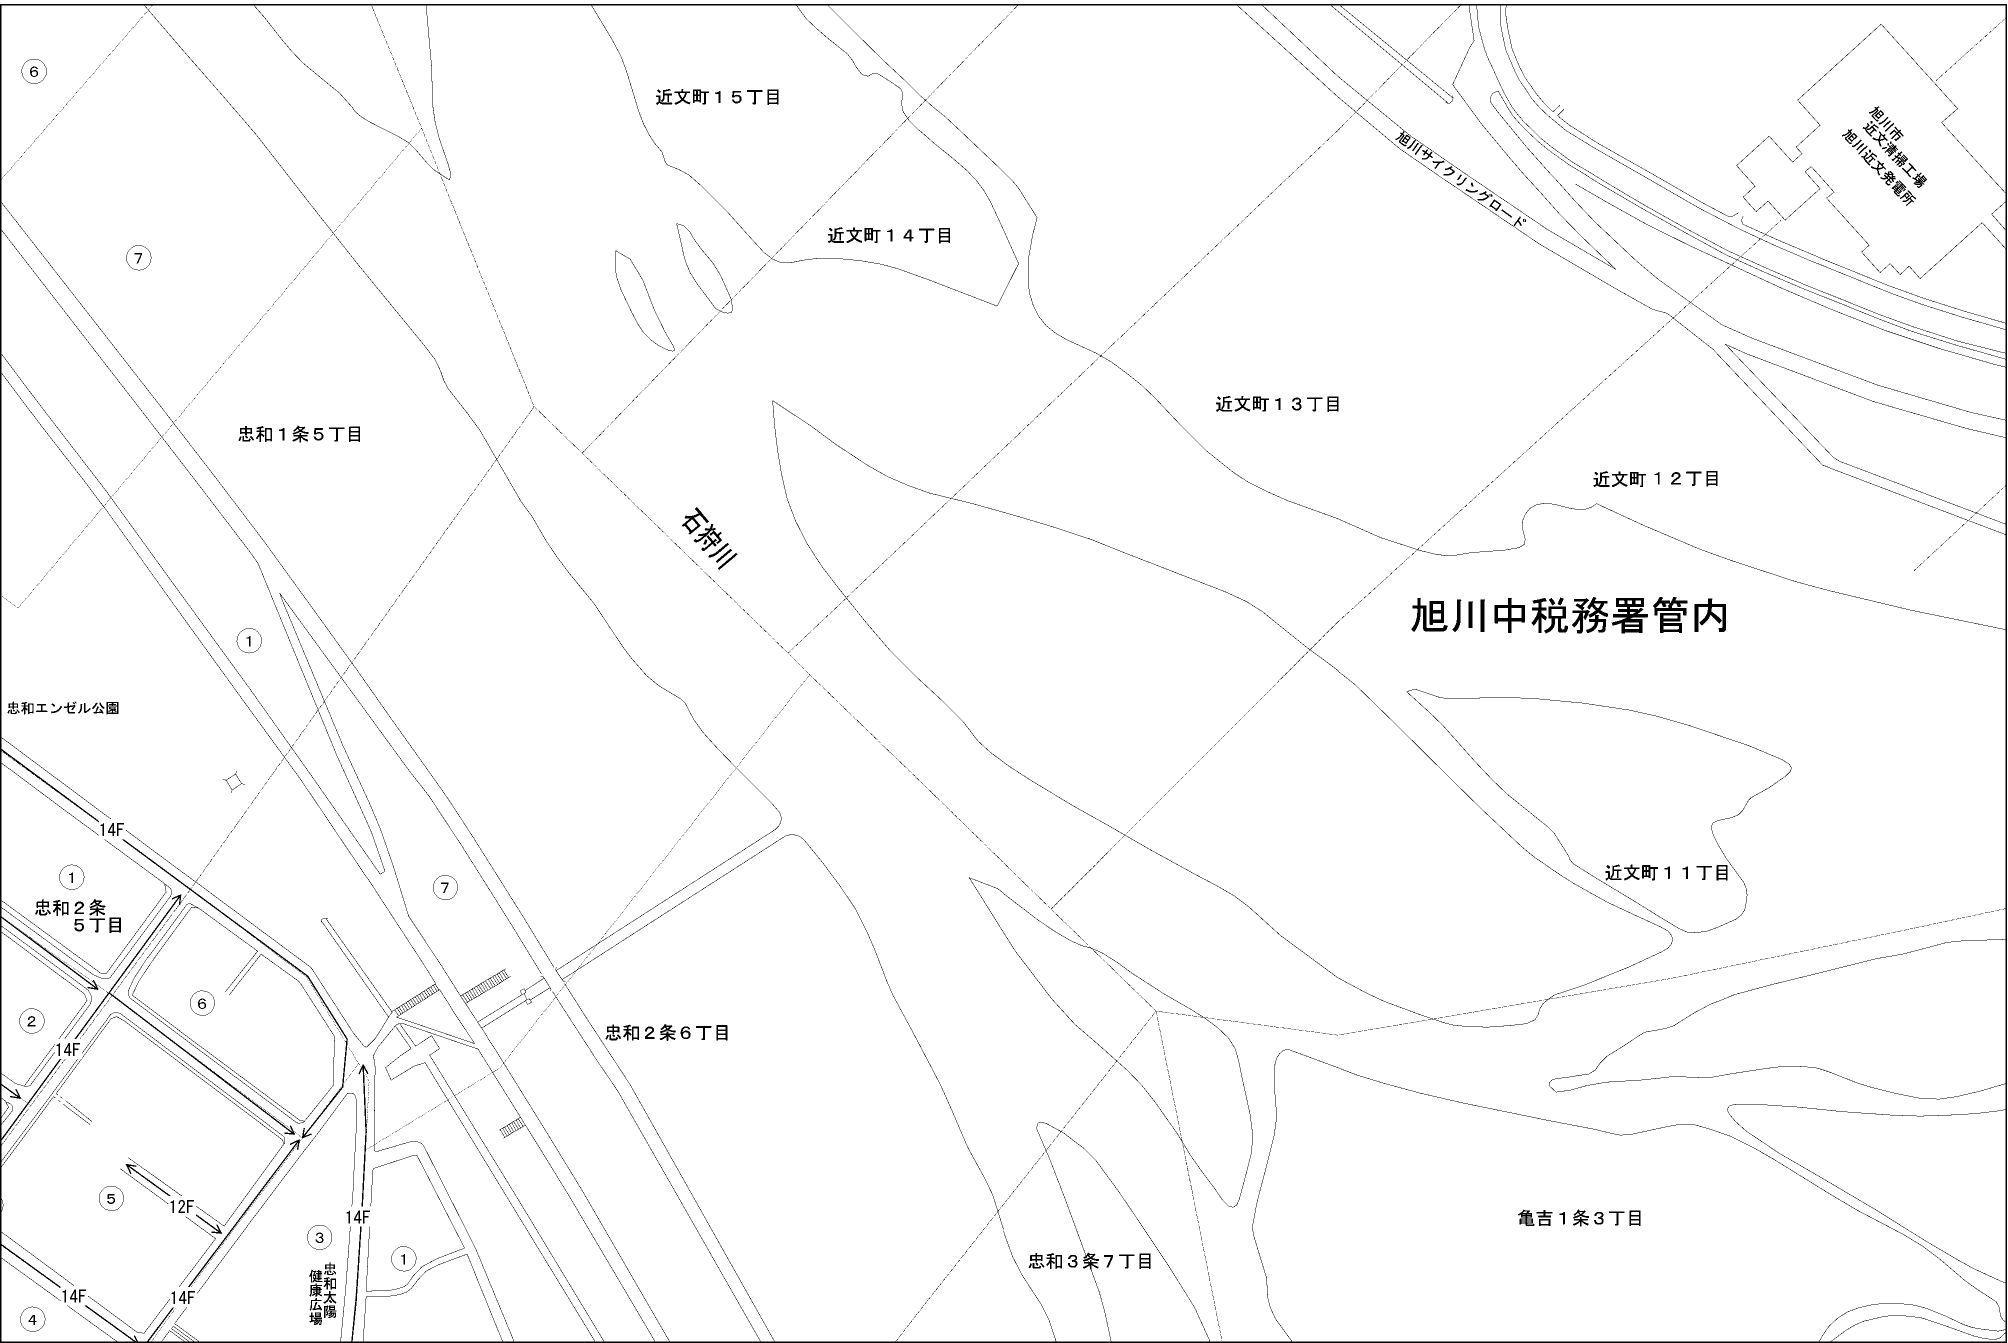 ⑥
近文町１５丁目
旭川市
近文清掃工場
旭川近文発電所
旭川サイクリングロード
近文町１４丁目
⑦
近文町１３丁目
忠和１条５丁目
近文町１２丁目
石狩川
旭川中税務署管内
①
忠和エンゼル公園
14F
近文町１１丁目
①
⑦
忠和２条
５丁目
⑥
②
忠和２条６丁目
14F
⑤
12F
14F
亀吉１条３丁目
③
①
忠和３条７丁目
忠和太陽
健康広場
14F
14F
④